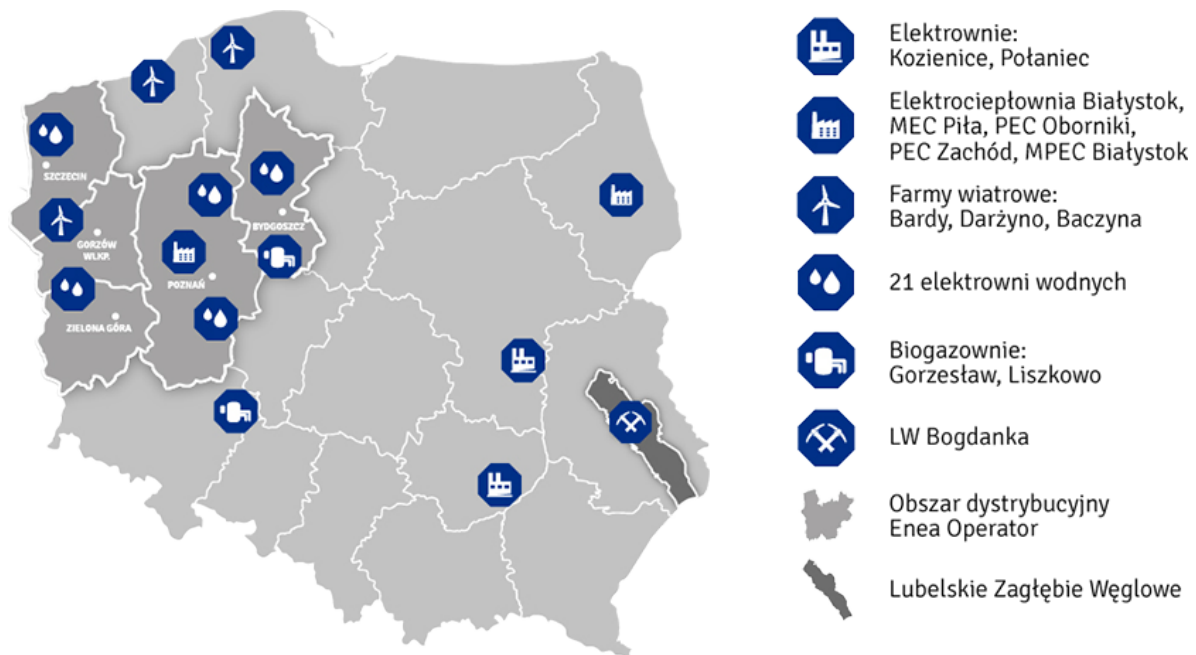 SZCZECIN
GORZÓW
WLKP.
ZIELONA GÓRA
POZNAŃ
BYDGOSZCZ
Elektrownie:
Kozienice, Połaniec
Elektrociepłownia Białystok,
MEC Piła, PEC Oborniki,
PEC Zachód, MPEC Białystok
Farmy wiatrowe:
Bardy, Darżyno, Baczyna
21 elektrowni wodnych
Biogazownie:
Gorzesław, Liszkowo
LW Bogdanka
Obszar dystrybucyjny
Enea Operator
Lubelskie Zagłębie Węglowe